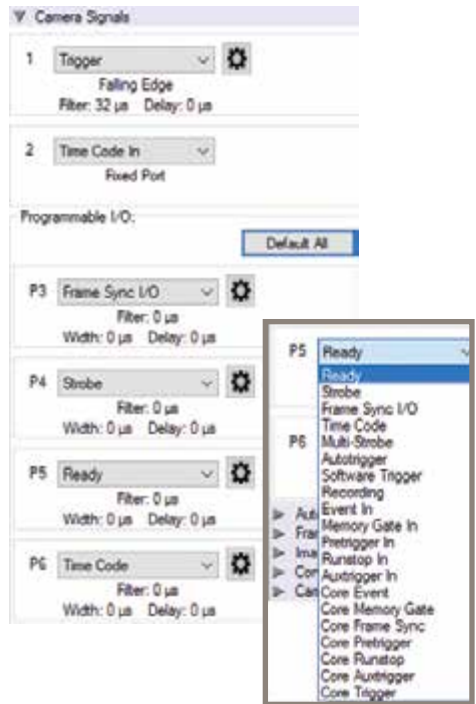 Camera Signals
1 Trigger
Falling Edge
Filter: 32 µs Delay: 0 µs
2 Time Code In
Fixed Port
Programmable I/O:
Default All
P3 Frame Sync I/O
Filter: 0 µs
Width: 0 µs Delay: 0 µs
P4 Strobe
Filter: 0 µs
Width: 0 µs Delay: 0 µs
P5 Ready
Filter: 0 µs
Width: 0 µs Delay: 0 µs
P6 Time Code
Filter: 0 µs
Width: 0 µs Delay: 0 µs
P5 Ready
Ready
Strobe
Frame Sync I/O
Time Code
P6 Multi-Strobe
Autotrigger
Software Trigger
Recording
Aut Event In
Fra Memory Gate In
Pretrigger In
Ima Runstop In
Con Auxtrigger In
Can Core Event
Core Memory Gate
Core Frame Sync
Core Pretrigger
Core Runstop
Core Auxtrigger
Core Trigger